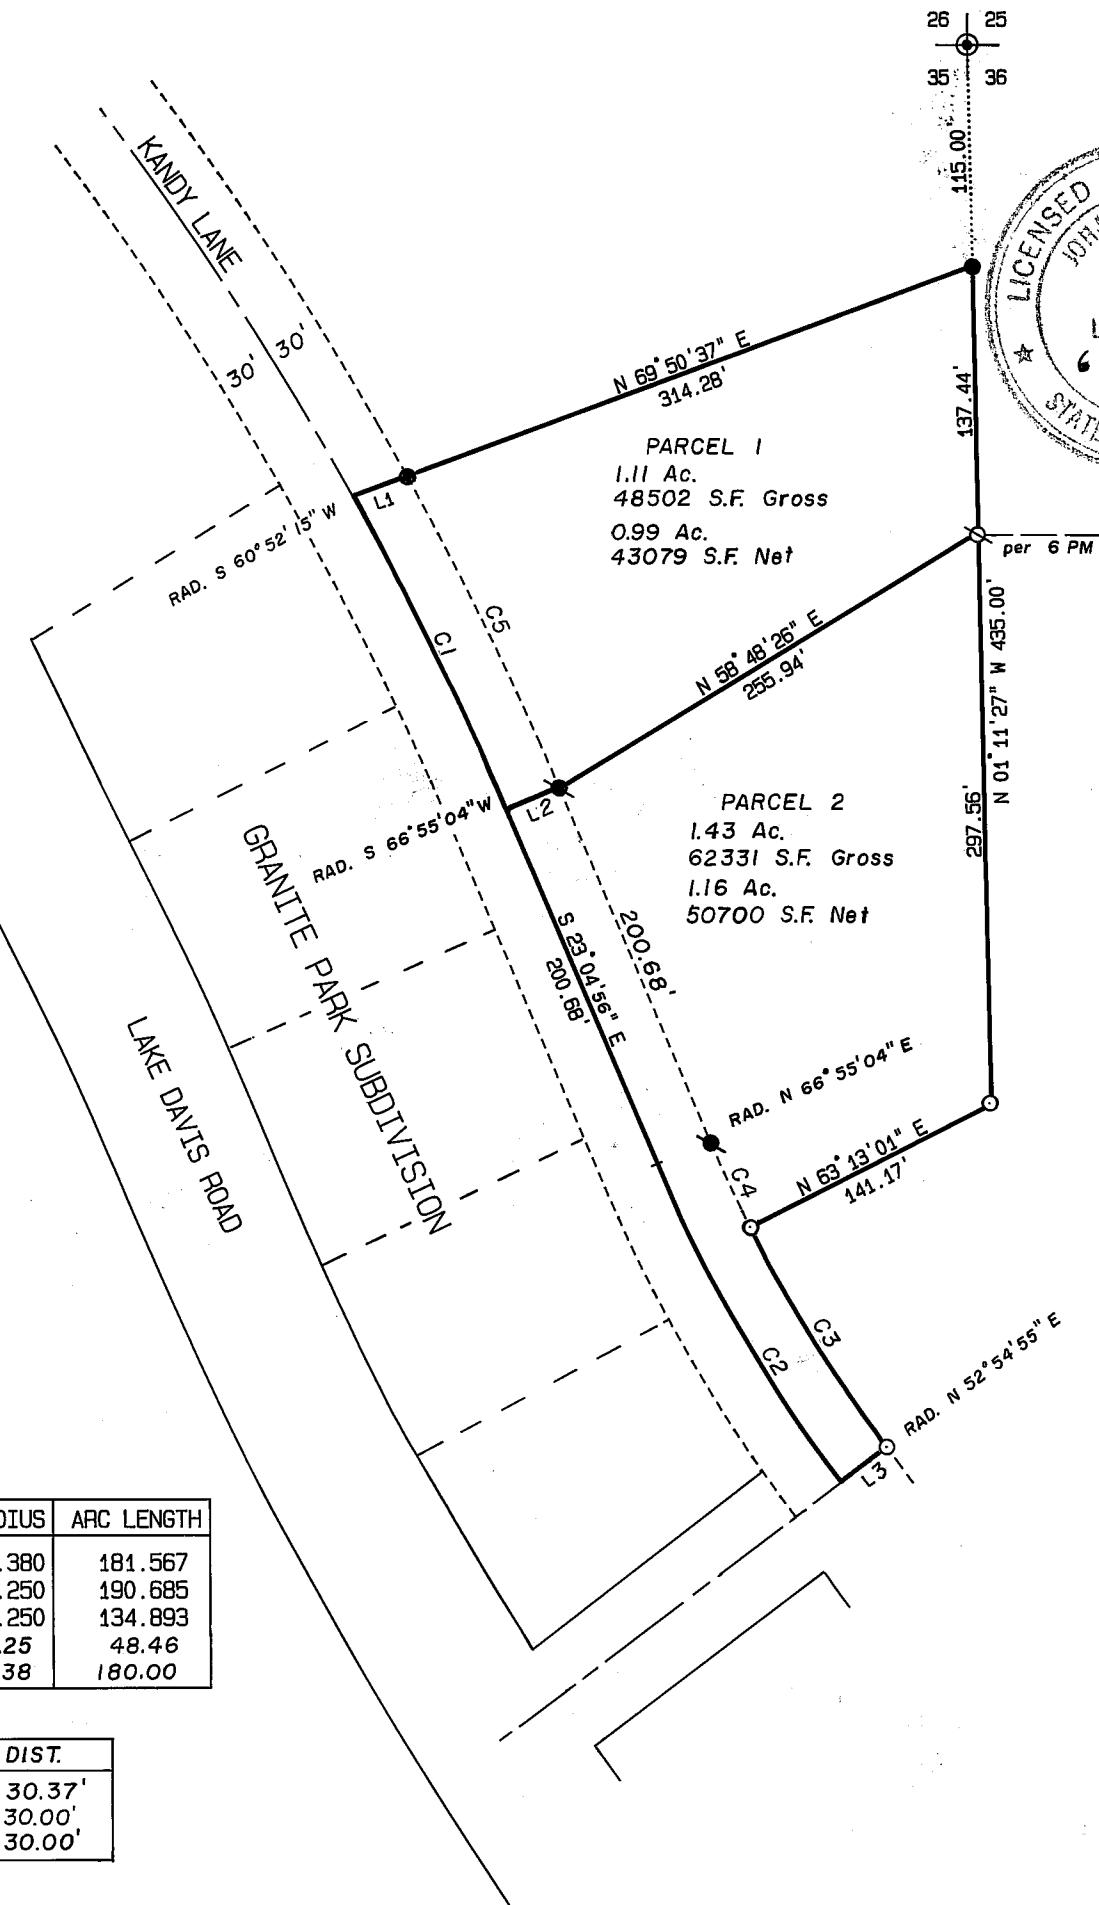 26 25
35 36
115.00'
LICENSED
STATE
KANDY LANE
30' 30'
N 69°50'37" E
314.28'
137.44'
PARCEL 1
1.11 Ac.
48502 S.F. Gross
0.99 Ac.
43079 S.F. Net
L1
RAD. S 60°52'15" W
per 6 PM
C5
C1
N 58°48'26" E
255.94'
N 01°11'27" W 435.00'
297.56'
L2
RAD. S 66°55'04" W
PARCEL 2
1.43 Ac.
62331 S.F. Gross
1.16 Ac.
50700 S.F. Net
GRANITE PARK SUBDIVISION
200.68'
S 23°04'56" E
200.68'
LAKE DAVIS ROAD
RAD. N 66°55'04" E
C4
N 63°13'01" E
141.17'
C3
C2
RAD. N 52°54'55" E
L3
DIUS ARC LENGTH
.380 181.567
.250 190.685
.250 134.893
.25 48.46
38 180.00
DIST.
30.37'
30.00'
30.00'